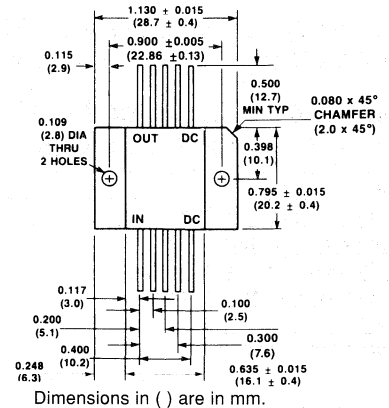 1.130 ± 0.015
(28.7 ± 0.4)
0.900 ±0.005
(22.86 ±0.13)
0.115
(2.9)
0.500
(12.7)
MIN TYP
0.080 x 45°
CHAMFER
(2.0 x 45°)
0.109
(2.8) DIA
THRU
2 HOLES
OUT DC
0.398
(10.1)
0.795 ± 0.015
(20.2 ± 0.4)
IN DC
0.117
(3.0)
0.100
(2.5)
0.200
(5.1)
0.300
(7.6)
0.400
(10.2)
0.248
(6.3)
0.635 ± 0.015
(16.1 ± 0.4)
Dimensions in ( ) are in mm.